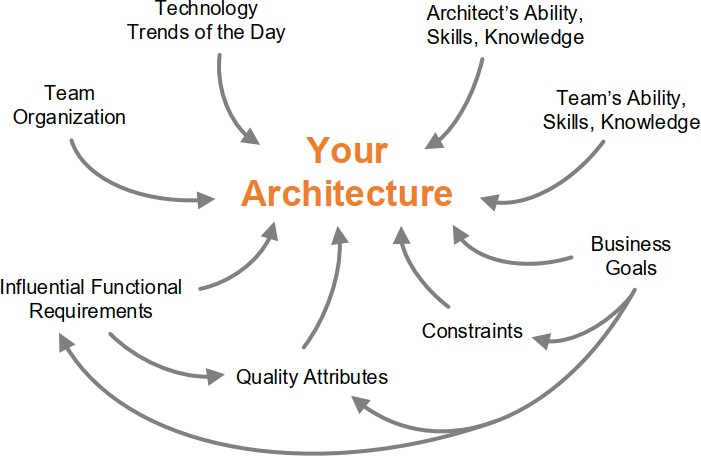 Technology
Trends of the Day
Architect's Ability,
Skills, Knowledge
Team
Organization
Team's Ability,
Skills, Knowledge
Your
Architecture
Business
Goals
Influential Functional
Requirements
Constraints
Quality Attributes